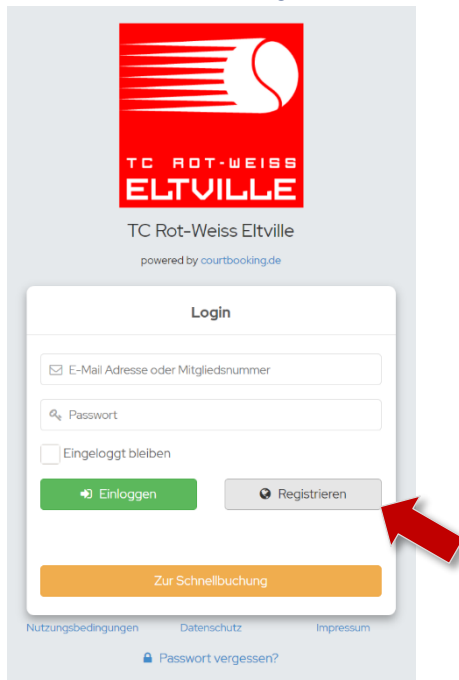 TC ROT-WEISS
ELTVILLE
TC Rot-Weiss Eltville
powered by courtbooking.de
Login
E-Mail Adresse oder Mitgliedsnummer
Passwort
Eingeloggt bleiben
Einloggen
Registrieren
Zur Schnellbuchung
Nutzungsbedingungen Datenschutz Impressum
Passwort vergessen?